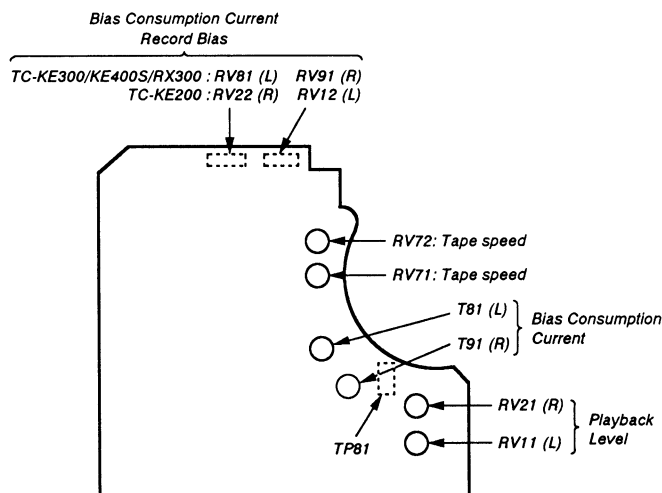 Bias Consumption Current
Record Bias
TC-KE300/KE400S/RX300 : RV81 (L) RV91 (R)
TC-KE200 : RV22 (R) RV12 (L)
RV72: Tape speed
RV71: Tape speed
T81 (L)
T91 (R)
Bias Consumption
Current
TP81
RV21 (R)
RV11 (L)
Playback
Level